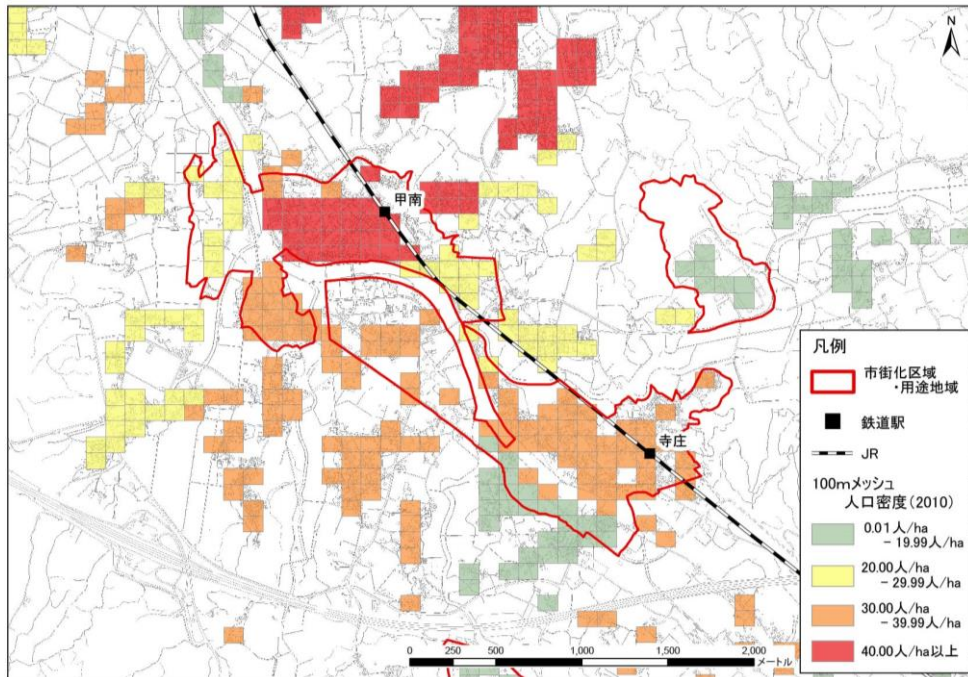 N
甲南
寺庄
凡例
市街化区域
・用途地域
鉄道駅
JR
100mメッシュ
人口密度(2010)
0.01人/ha
- 19.99人/ha
20.00人/ha
- 29.99人/ha
30.00人/ha
- 39.99人/ha
40.00人/ha以上
0 250 500 1,000 1,500 2,000
メートル